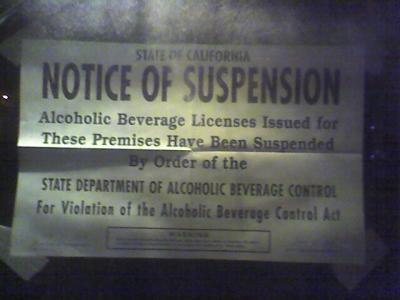 STATE OF CALIFORNIA
NOTICE OF SUSPENSION
Alcoholic Beverage Licenses Issued for
These Premises Have Been Suspended
By Order of the
STATE DEPARTMENT OF ALCOHOLIC BEVERAGE CONTROL
For Violation of the Alcoholic Beverage Control Act
WARNING